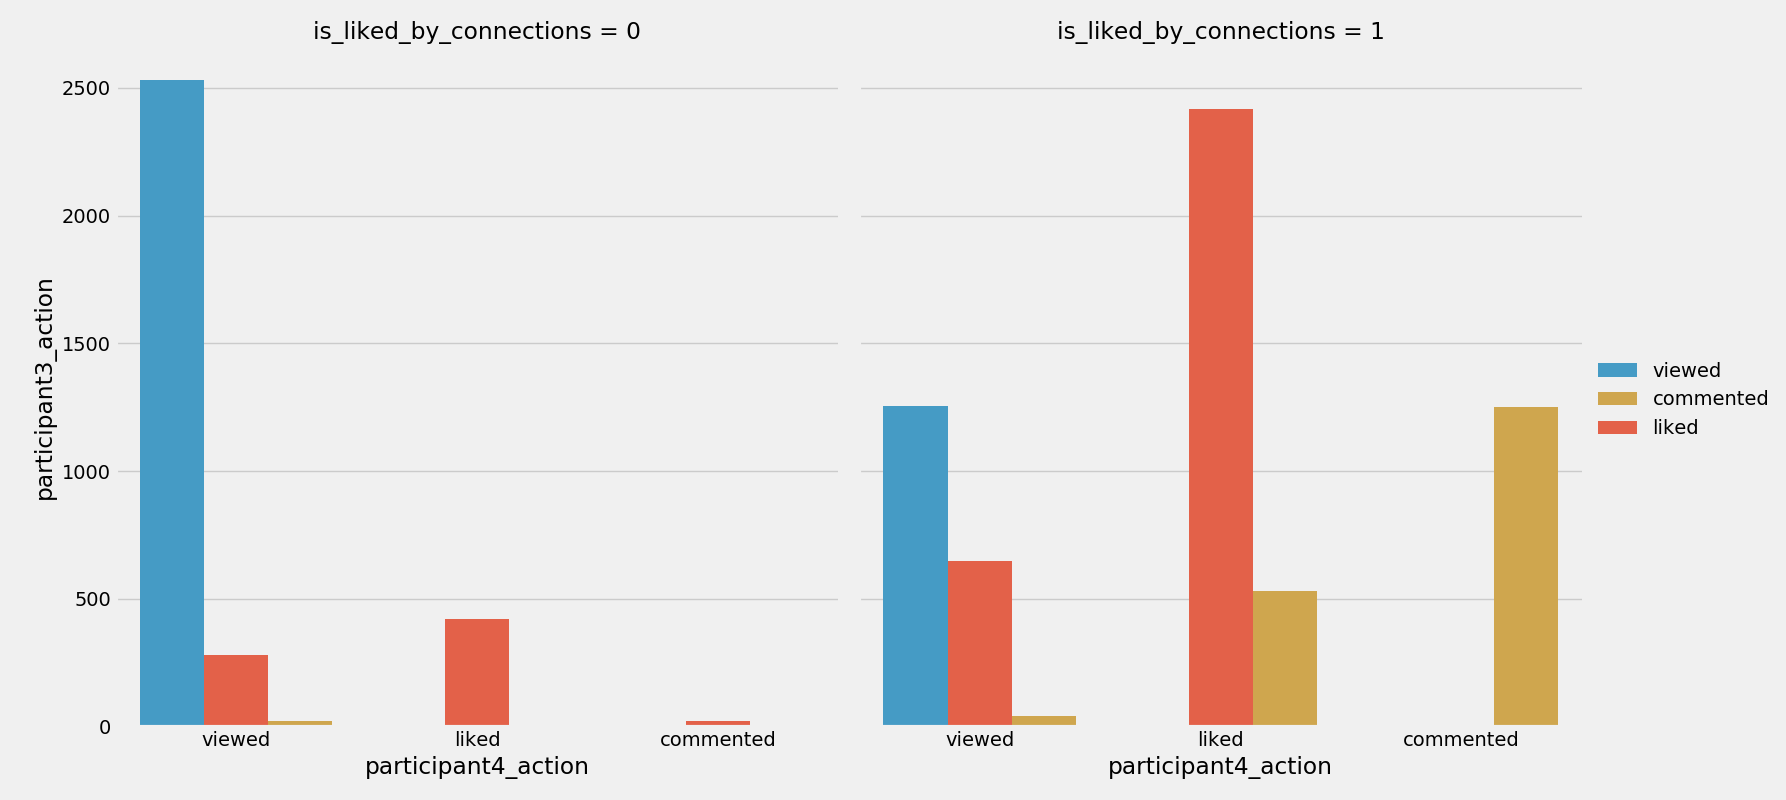 is_liked_by_connections = 0
is_liked_by_connections = 1
participant3_action
2500
2000
1500
1000
500
0
viewed
liked
commented
participant4_action
viewed
liked
commented
participant4_action
viewed
commented
liked